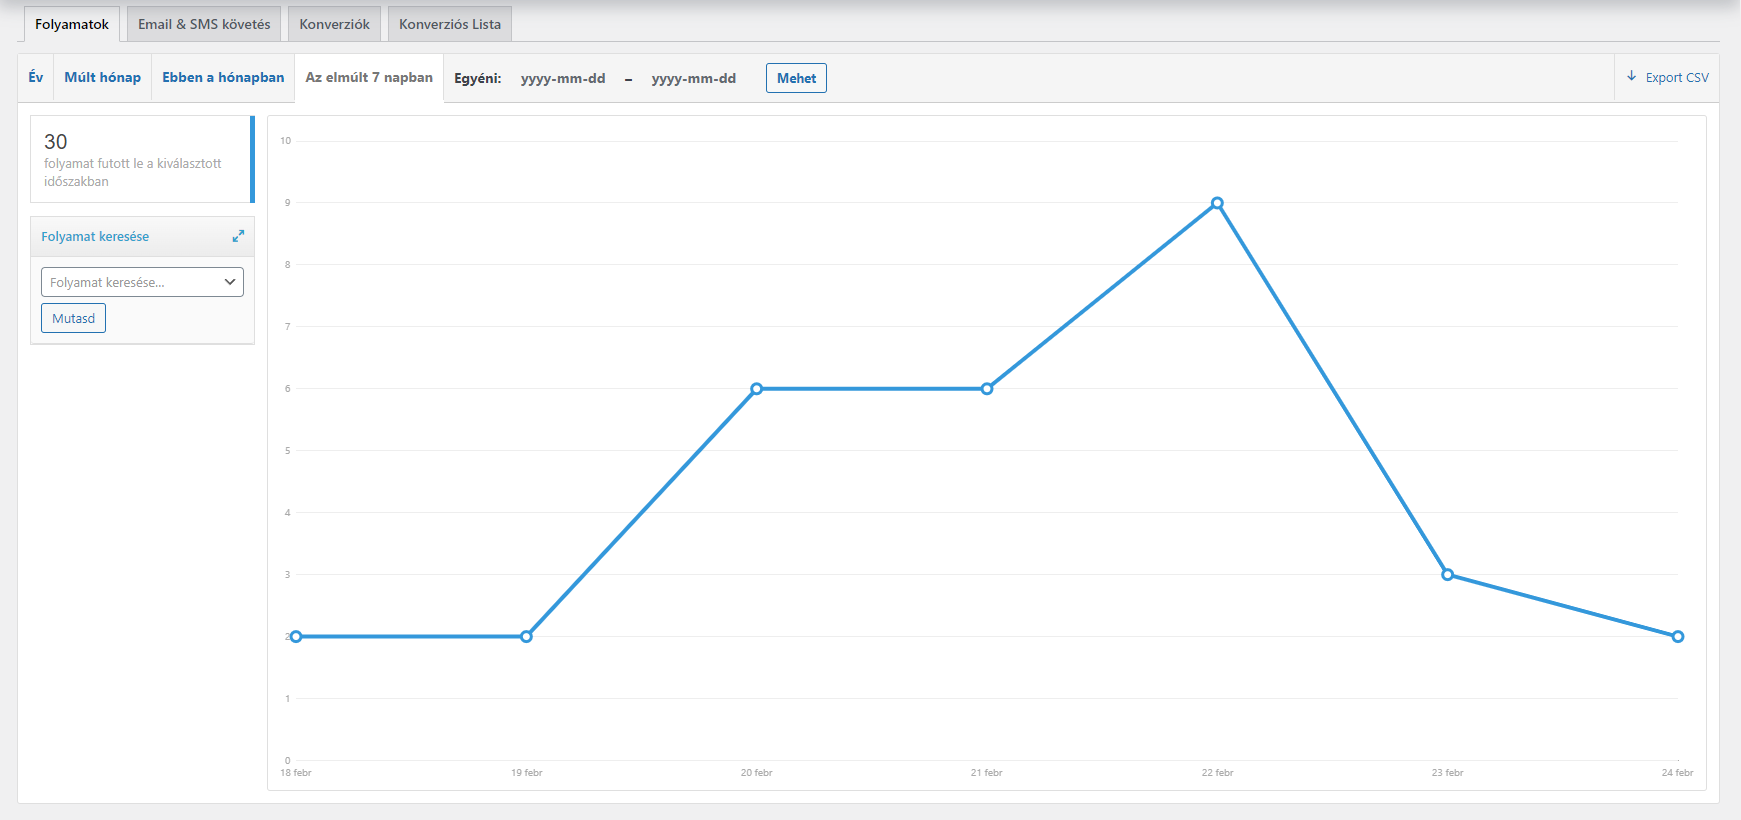 Folyamatok
Email & SMS követés
Konverziók
Konverziós Lista
Év
Múlt hónap
Ebben a hónapban
Az elmúlt 7 napban
Egyéni:
yyyy-mm-dd
–
yyyy-mm-dd
Mehet
Export CSV
30
folyamat futott le a kiválasztott
időszakban
Folyamat keresése
Folyamat keresése...
Mutasd
10
9
8
7
6
5
4
3
2
1
0
18 febr
19 febr
20 febr
21 febr
22 febr
23 febr
24 febr